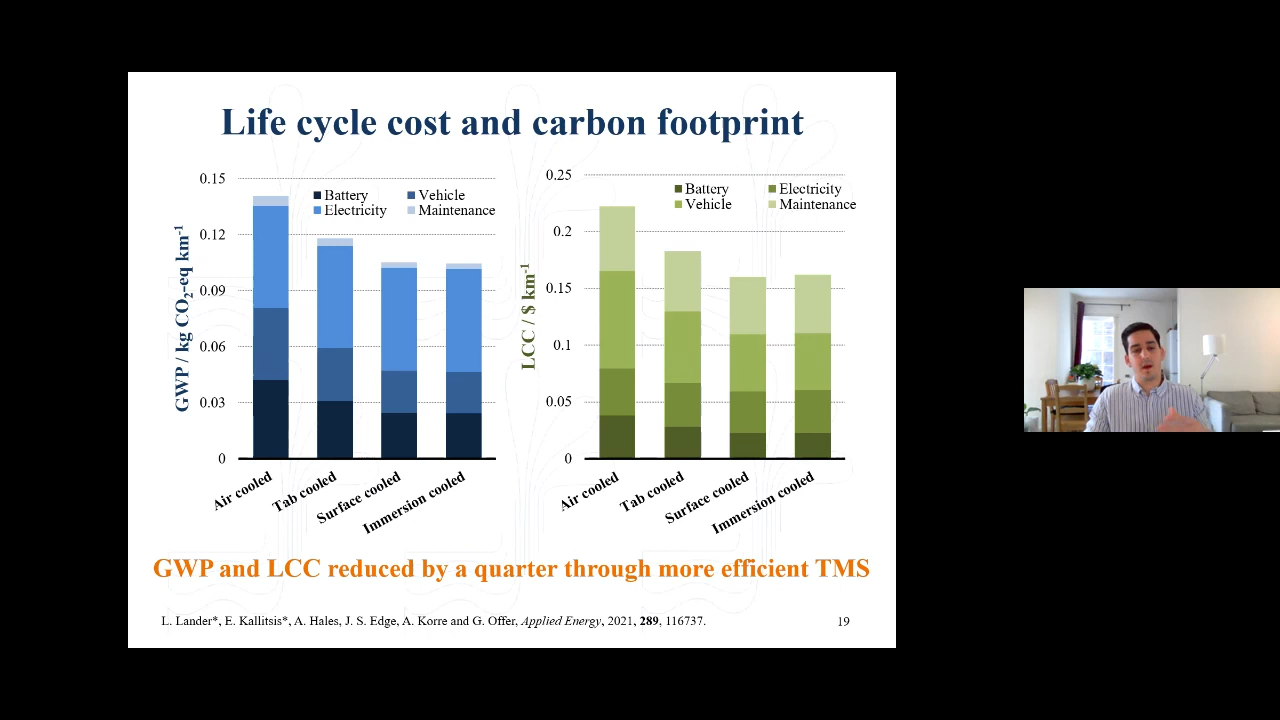 Life cycle cost and carbon footprint
GWP / kg CO₂-eq km⁻¹
0.15
0.12
0.09
0.06
0.03
0
Battery
Vehicle
Electricity
Maintenance
Air cooled
Tab cooled
Surface cooled
Immersion cooled
LCC / $ km⁻¹
0.25
0.2
0.15
0.1
0.05
0
Battery
Electricity
Vehicle
Maintenance
Air cooled
Tab cooled
Surface cooled
Immersion cooled
GWP and LCC reduced by a quarter through more efficient TMS
L. Lander*, E. Kallitsis*, A. Hales, J. S. Edge, A. Korre and G. Offer, Applied Energy, 2021, 289, 116737.
19